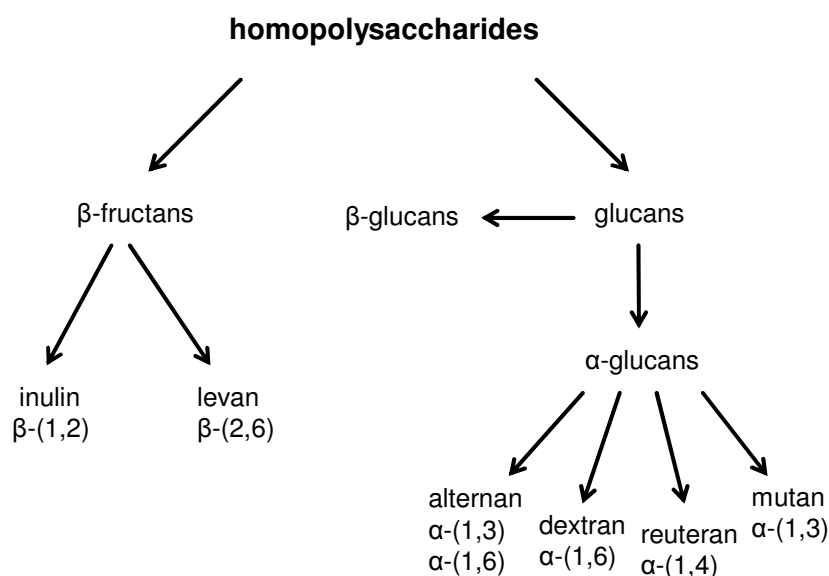 homopolysaccharides
β-fructans
β-glucans
glucans
α-glucans
inulin
β-(1,2)
levan
β-(2,6)
alternan
α-(1,3)
α-(1,6)
dextran
α-(1,6)
reuteran
α-(1,4)
mutan
α-(1,3)